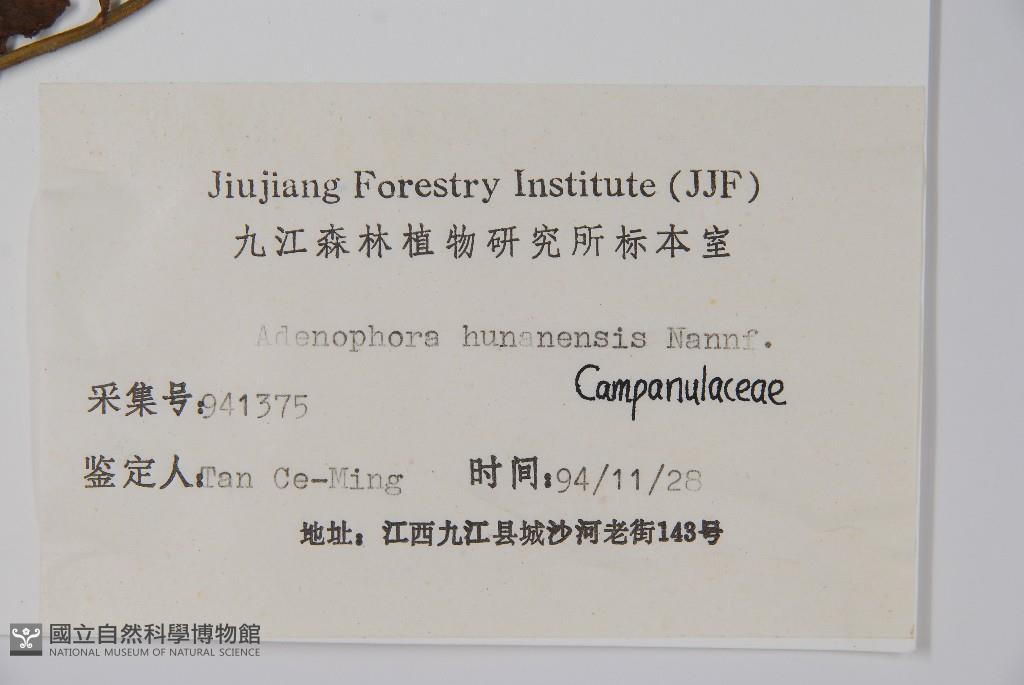 Jiujiang Forestry Institute (JJF)
九江森林植物研究所标本室
Adenophora hunanensis Nannf.
Campanulaceae
采集号:941375
鉴定人:Tan Ce-Ming 时间:94/11/28
地址：江西九江县城沙河老街143号
國立自然科學博物館
NATIONAL MUSEUM OF NATURAL SCIENCE